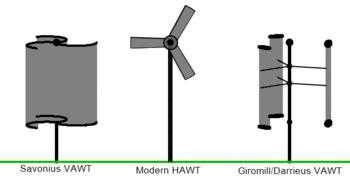 Savonius VAWT
Modern HAWT
Giromill/Darrieus VAWT